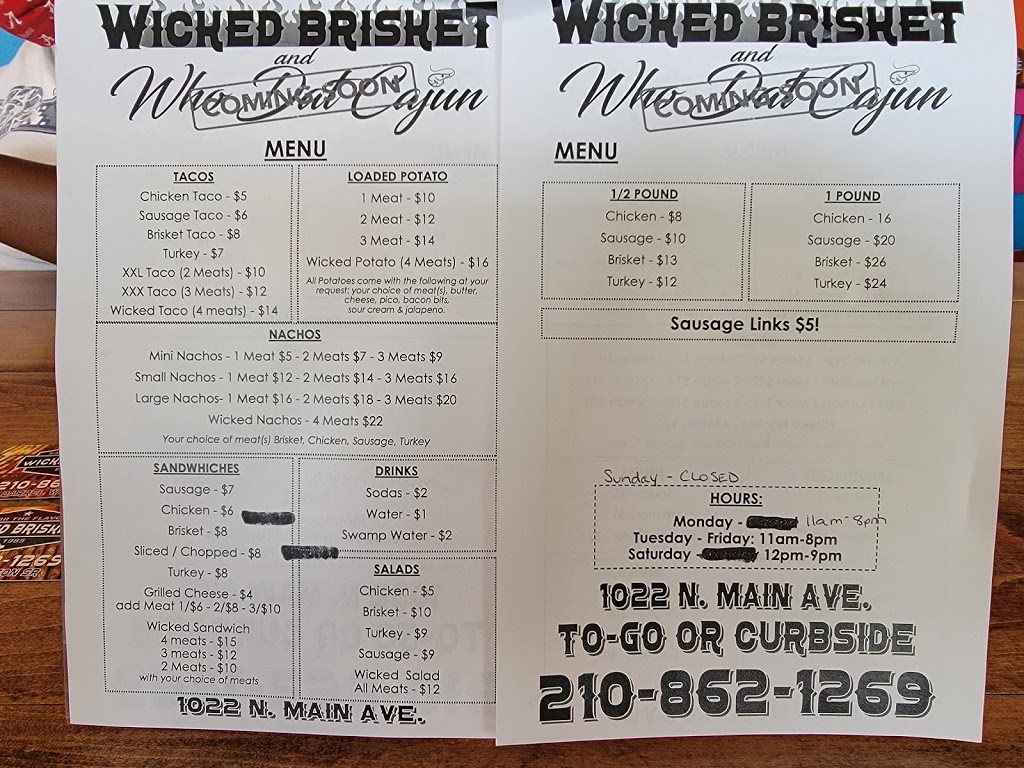 WICKED BRISKET
and
Who Dat Cajun
COMING SOON
MENU
TACOS
Chicken Taco - $5
Sausage Taco - $6
Brisket Taco - $8
Turkey - $7
XXL Taco (2 Meats) - $10
XXX Taco (3 Meats) - $12
Wicked Taco (4 meats) - $14
LOADED POTATO
1 Meat - $10
2 Meat - $12
3 Meat - $14
Wicked Potato (4 Meats) - $16
All Potatoes come with the following at your
request: your choice of meat(s), butter,
cheese, pico, bacon bits,
sour cream & jalapeno.
NACHOS
Mini Nachos - 1 Meat $5 - 2 Meats $7 - 3 Meats $9
Small Nachos - 1 Meat $12 - 2 Meats $14 - 3 Meats $16
Large Nachos- 1 Meat $16 - 2 Meats $18 - 3 Meats $20
Wicked Nachos - 4 Meats $22
Your choice of meat(s) Brisket, Chicken, Sausage, Turkey
SANDWHICHES
Sausage - $7
Chicken - $6
Brisket - $8
Sliced / Chopped - $8
Turkey - $8
Grilled Cheese - $4
add Meat 1/$6 - 2/$8 - 3/$10
Wicked Sandwich
4 meats - $15
3 meats - $12
2 Meats - $10
with your choice of meats
DRINKS
Sodas - $2
Water - $1
Swamp Water - $2
SALADS
Chicken - $5
Brisket - $10
Turkey - $9
Sausage - $9
Wicked Salad
All Meats - $12
1022 N. MAIN AVE.
WICKED BRISKET
and
Who Dat Cajun
COMING SOON
MENU
1/2 POUND
Chicken - $8
Sausage - $10
Brisket - $13
Turkey - $12
1 POUND
Chicken - 16
Sausage - $20
Brisket - $26
Turkey - $24
Sausage Links $5!
Sunday - CLOSED
HOURS:
Monday - 11am-8pm
Tuesday - Friday: 11am-8pm
Saturday - 12pm-9pm
1022 N. MAIN AVE.
TO-GO OR CURBSIDE
210-862-1269